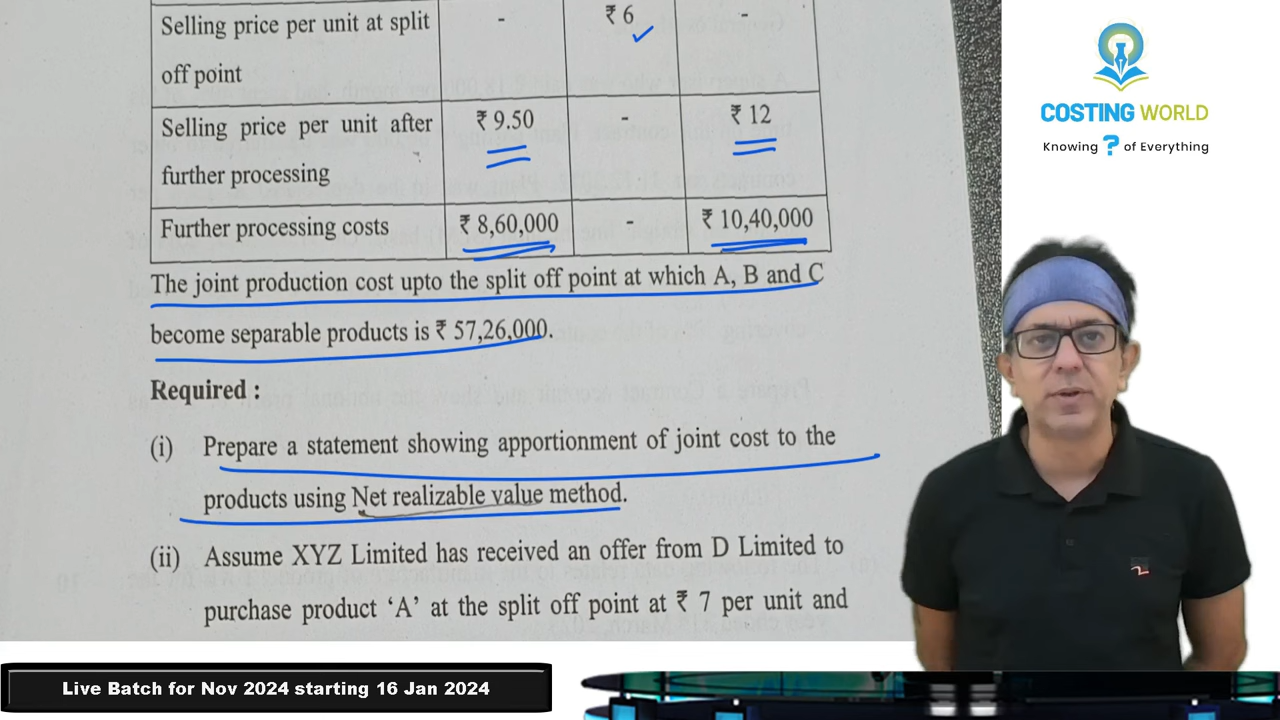 Selling price per unit at split - ₹ 6 -
off point
Selling price per unit after ₹ 9.50 - ₹ 12
further processing
Further processing costs ₹ 8,60,000 - ₹ 10,40,000
The joint production cost upto the split off point at which A, B and C
become separable products is ₹ 57,26,000.
Required :
(i) Prepare a statement showing apportionment of joint cost to the
products using Net realizable value method.
(ii) Assume XYZ Limited has received an offer from D Limited to
purchase product ‘A’ at the split off point at ₹ 7 per unit and
COSTING WORLD
Knowing ? of Everything
Live Batch for Nov 2024 starting 16 Jan 2024